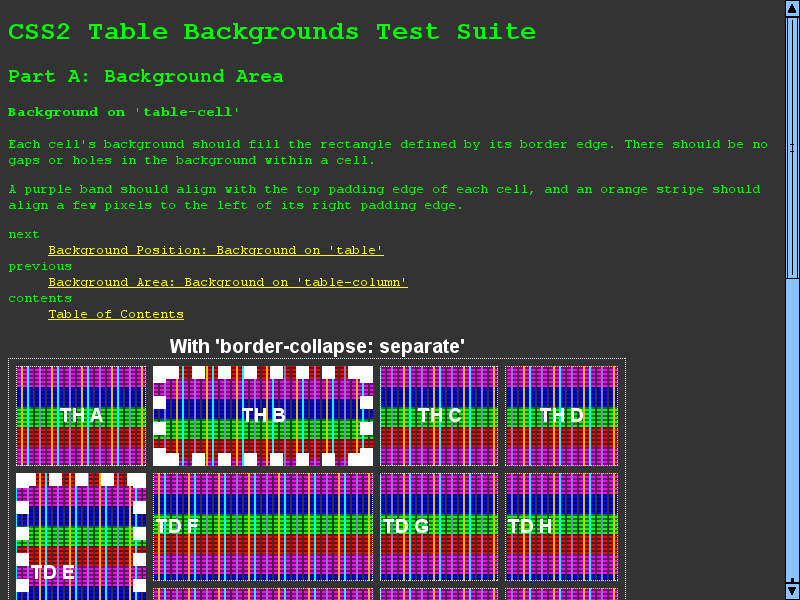 CSS2 Table Backgrounds Test Suite
Part A: Background Area
Background on 'table-cell'
Each cell's background should fill the rectangle defined by its border edge. There should be no
gaps or holes in the background within a cell.
A purple band should align with the top padding edge of each cell, and an orange stripe should
align a few pixels to the left of its right padding edge.
next
Background Position: Background on 'table'
previous
Background Area: Background on 'table-column'
contents
Table of Contents
With 'border-collapse: separate'
TH A TH B TH C TH D
TD F TD G TD H
TD E